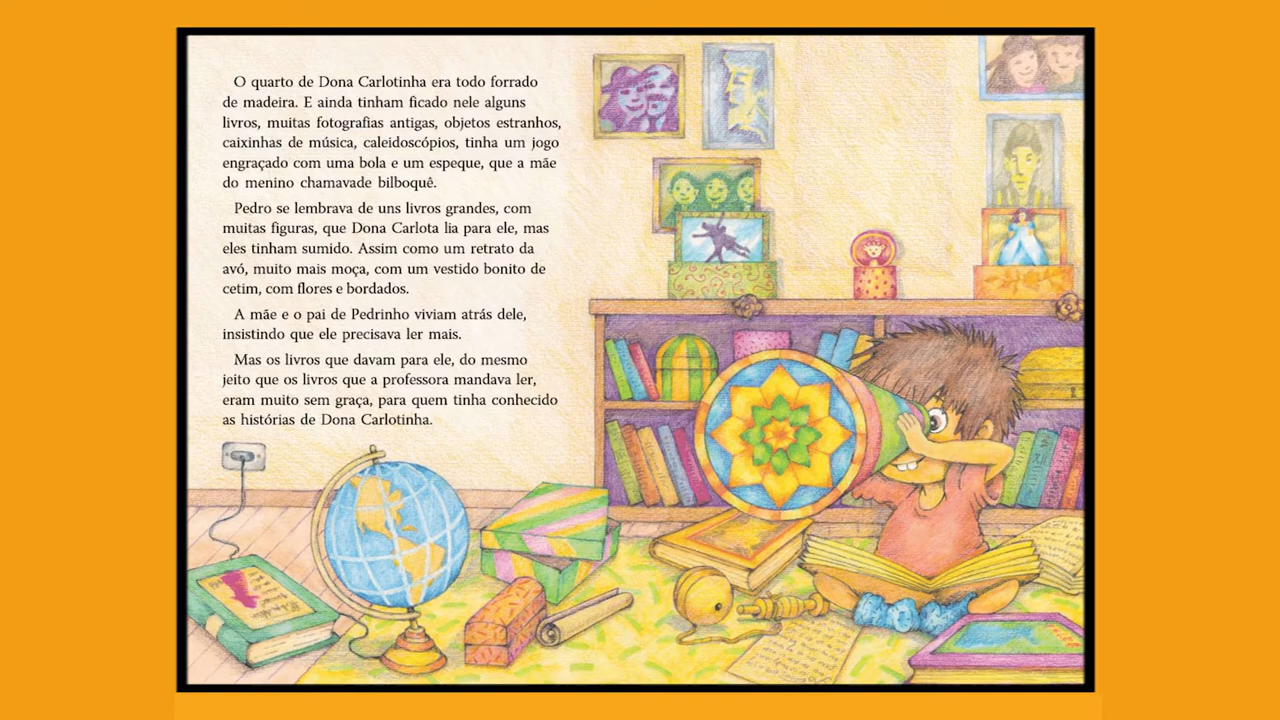 O quarto de Dona Carlotinha era todo forrado
de madeira. E ainda tinham ficado nele alguns
livros, muitas fotografias antigas, objetos estranhos,
caixinhas de música, caleidoscópios, tinha um jogo
engraçado com uma bola e um espeque, que a mãe
do menino chamavade bilboquê.
Pedro se lembrava de uns livros grandes, com
muitas figuras, que Dona Carlota lia para ele, mas
eles tinham sumido. Assim como um retrato da
avó, muito mais moça, com um vestido bonito de
cetim, com flores e bordados.
A mãe e o pai de Pedrinho viviam atrás dele,
insistindo que ele precisava ler mais.
Mas os livros que davam para ele, do mesmo
jeito que os livros que a professora mandava ler,
eram muito sem graça, para quem tinha conhecido
as histórias de Dona Carlotinha.